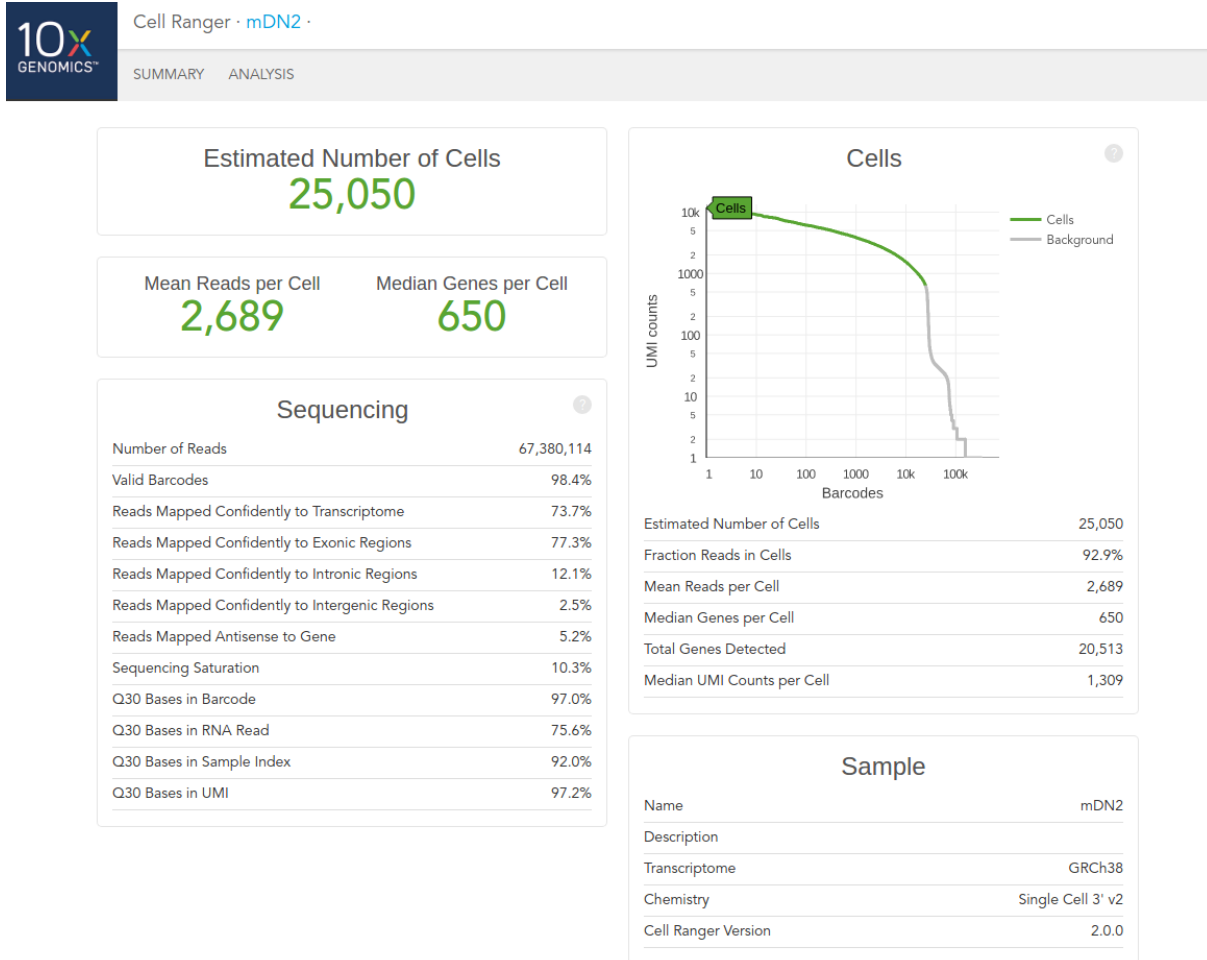 10x
GENOMICS™
Cell Ranger · mDN2 ·
SUMMARY ANALYSIS
Estimated Number of Cells
25,050
Mean Reads per Cell Median Genes per Cell
2,689 650
Sequencing ?
Number of Reads 67,380,114
Valid Barcodes 98.4%
Reads Mapped Confidently to Transcriptome 73.7%
Reads Mapped Confidently to Exonic Regions 77.3%
Reads Mapped Confidently to Intronic Regions 12.1%
Reads Mapped Confidently to Intergenic Regions 2.5%
Reads Mapped Antisense to Gene 5.2%
Sequencing Saturation 10.3%
Q30 Bases in Barcode 97.0%
Q30 Bases in RNA Read 75.6%
Q30 Bases in Sample Index 92.0%
Q30 Bases in UMI 97.2%
Cells ?
Cells
Cells
Background
UMI counts
10k
5
2
1000
5
2
100
5
2
10
5
2
1
1 10 100 1000 10k 100k
Barcodes
Estimated Number of Cells 25,050
Fraction Reads in Cells 92.9%
Mean Reads per Cell 2,689
Median Genes per Cell 650
Total Genes Detected 20,513
Median UMI Counts per Cell 1,309
Sample
Name mDN2
Description
Transcriptome GRCh38
Chemistry Single Cell 3' v2
Cell Ranger Version 2.0.0